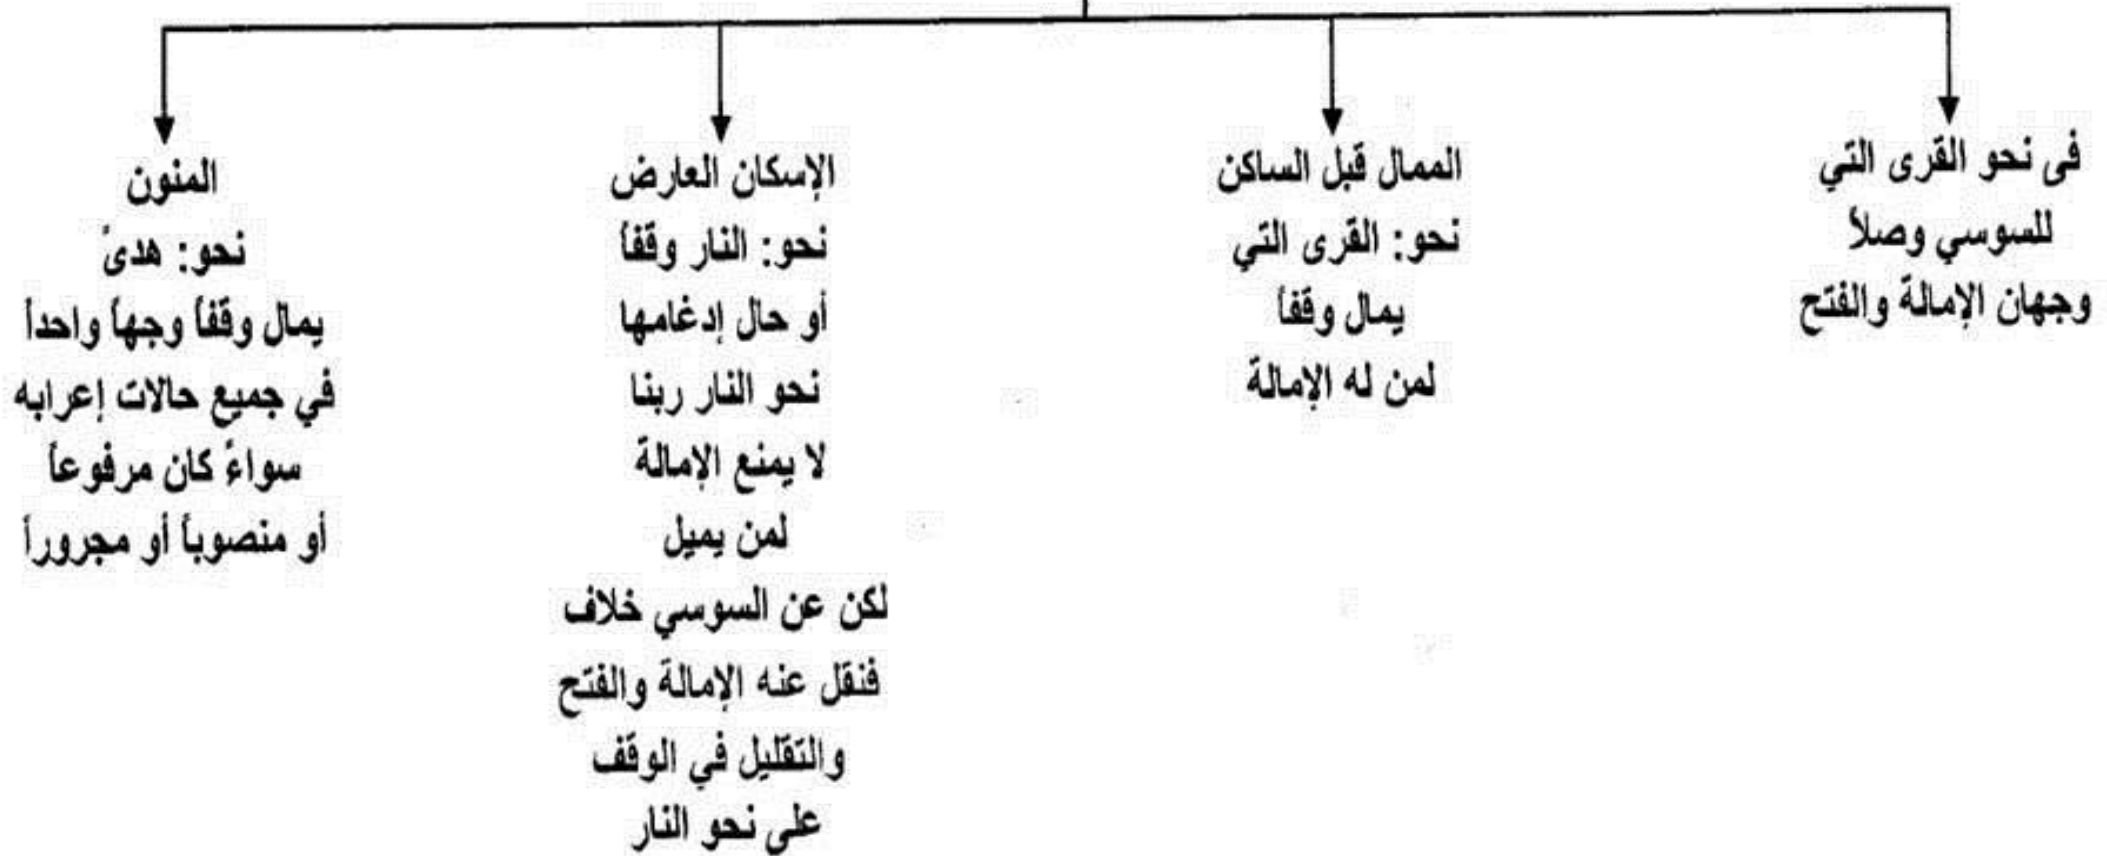 فى نحو القرى التي
للسوسي وصلاً
وجهان الإمالة والفتح
الممال قبل الساكن
نحو: القرى التي
يمال وقفاً
لمن له الإمالة
الإسكان العارض
نحو: النار وقفاً
أو حال إدغامها
نحو النار ربنا
لا يمنع الإمالة
لمن يميل
لكن عن السوسي خلاف
فنقل عنه الإمالة والفتح
والتقليل في الوقف
على نحو النار
المنون
نحو: هدىً
يمال وقفاً وجهاً واحداً
في جميع حالات إعرابه
سواءً كان مرفوعاً
أو منصوباً أو مجروراً